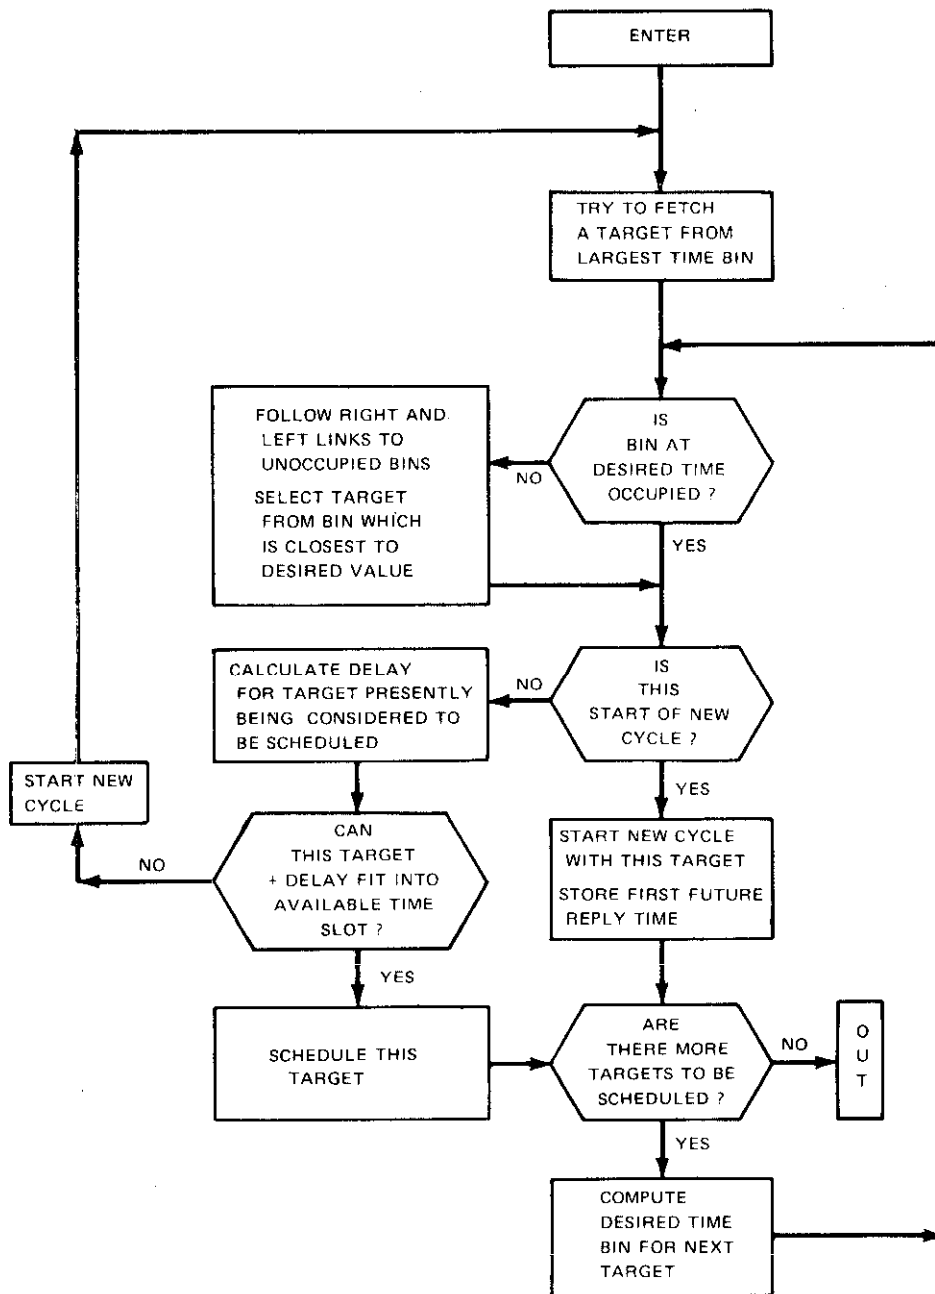 ENTER
TRY TO FETCH
A TARGET FROM
LARGEST TIME BIN
IS
BIN AT
DESIRED TIME
OCCUPIED ?
NO
YES
FOLLOW RIGHT AND
LEFT LINKS TO
UNOCCUPIED BINS
SELECT TARGET
FROM BIN WHICH
IS CLOSEST TO
DESIRED VALUE
IS
THIS
START OF NEW
CYCLE ?
NO
YES
CALCULATE DELAY
FOR TARGET PRESENTLY
BEING CONSIDERED TO
BE SCHEDULED
START NEW
CYCLE
CAN
THIS TARGET
+ DELAY FIT INTO
AVAILABLE TIME
SLOT ?
NO
YES
START NEW CYCLE
WITH THIS TARGET
STORE FIRST FUTURE
REPLY TIME
SCHEDULE THIS
TARGET
ARE
THERE MORE
TARGETS TO BE
SCHEDULED ?
NO
OUT
YES
COMPUTE
DESIRED TIME
BIN FOR NEXT
TARGET